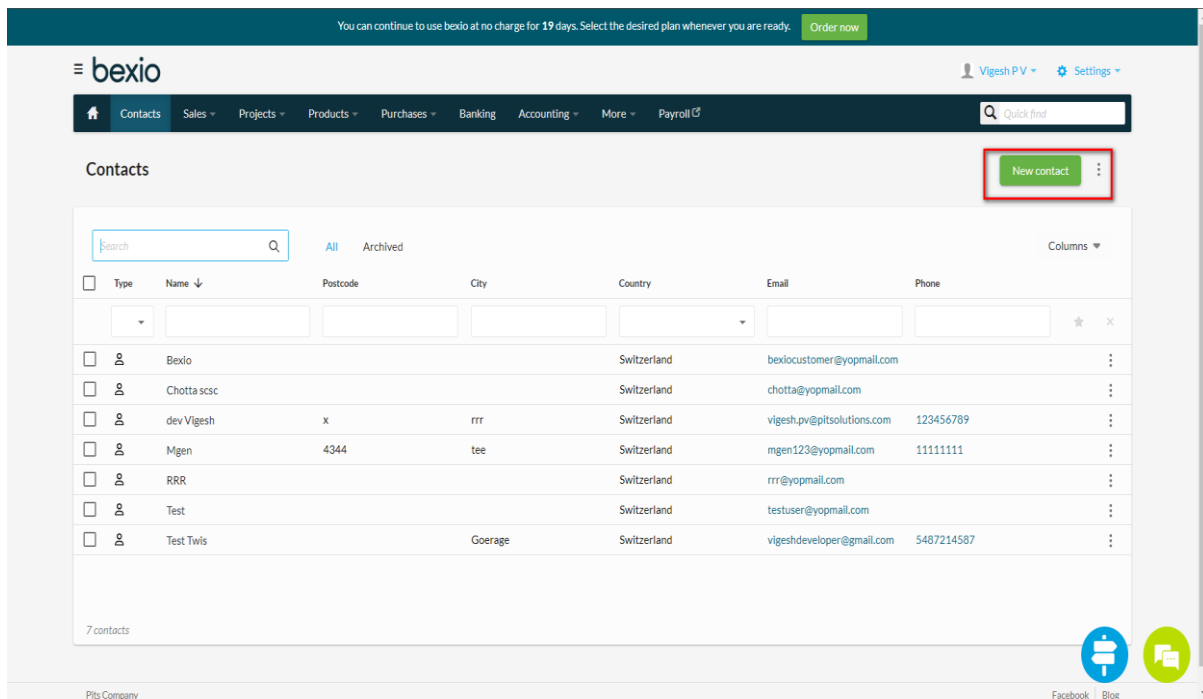 You can continue to use bexio at no charge for 19 days. Select the desired plan whenever you are ready. Order now
bexio
Vigesh P V Settings
Contacts Sales Projects Products Purchases Banking Accounting More Payroll Quick find
Contacts
New contact
Search All Archived Columns
Type Name Postcode City Country Email Phone
Bexio Switzerland bexiocustomer@yopmail.com
Chotta scsc Switzerland chotta@yopmail.com
dev Vigesh x rrr Switzerland vigesh.pv@pitsolutions.com 123456789
Mgen 4344 tee Switzerland mgen123@yopmail.com 11111111
RRR Switzerland rrr@yopmail.com
Test Switzerland testuser@yopmail.com
Test Twis Goerage Switzerland vigeshdeveloper@gmail.com 5487214587
7 contacts
Pits Company Facebook Blog